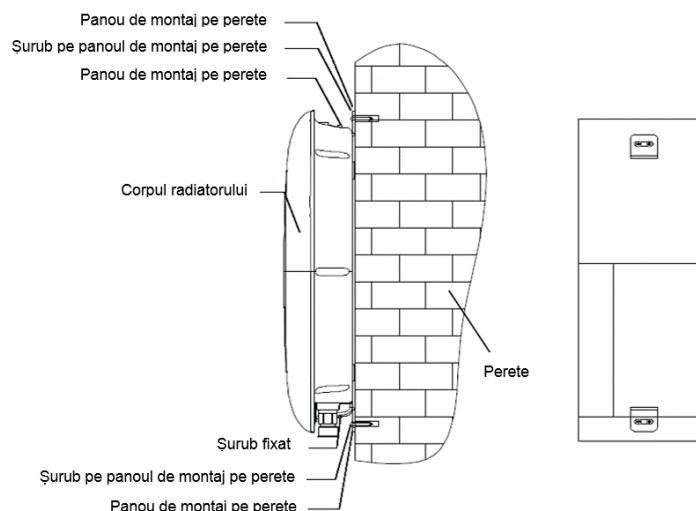 Panou de montaj pe perete
Șurub pe panoul de montaj pe perete
Panou de montaj pe perete
Corpul radiatorului
Perete
Șurub fixat
Șurub pe panoul de montaj pe perete
Panou de montaj pe perete